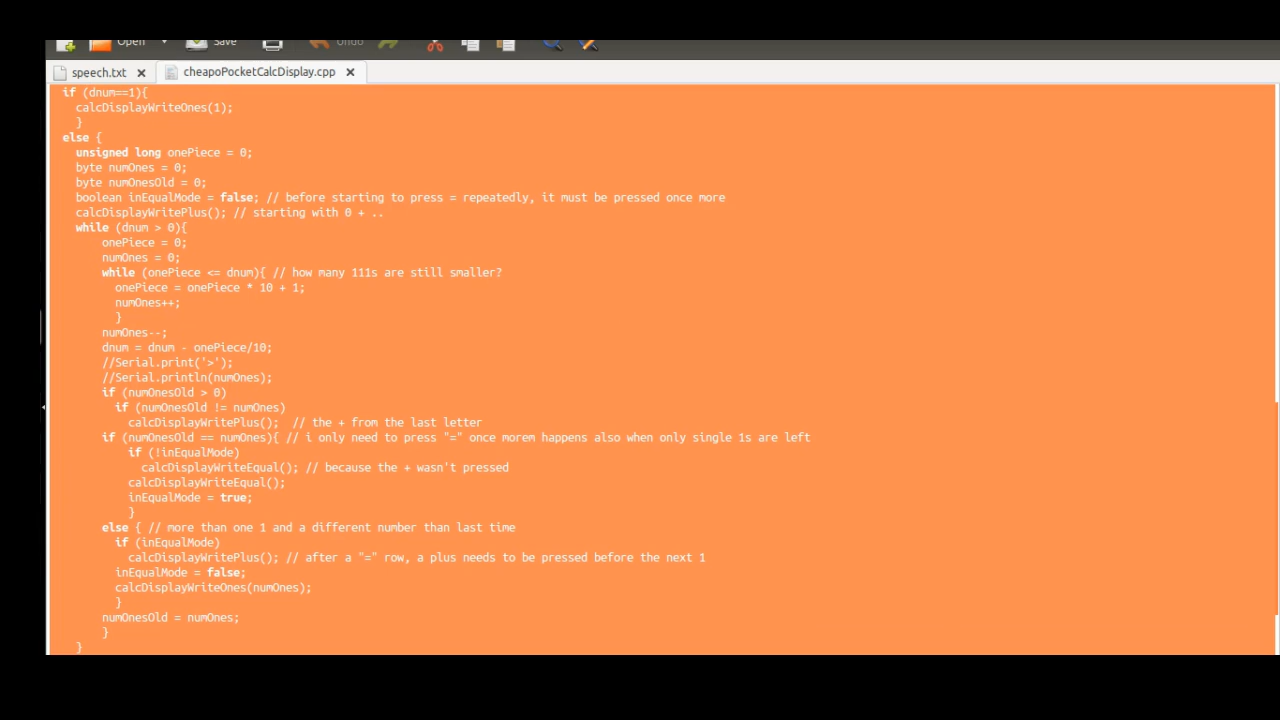 Open Save Undo
speech.txt cheapoPocketCalcDisplay.cpp
if (dnum==1){
calcDisplayWriteOnes(1);
}
else {
unsigned long onePiece = 0;
byte numOnes = 0;
byte numOnesOld = 0;
boolean inEqualMode = false; // before starting to press = repeatedly, it must be pressed once more
calcDisplayWritePlus(); // starting with 0 + ..
while (dnum > 0){
onePiece = 0;
numOnes = 0;
while (onePiece <= dnum){ // how many 111s are still smaller?
onePiece = onePiece * 10 + 1;
numOnes++;
}
numOnes--;
dnum = dnum - onePiece/10;
//Serial.print('>');
//Serial.println(numOnes);
if (numOnesOld > 0)
if (numOnesOld != numOnes)
calcDisplayWritePlus();  // the + from the last letter
if (numOnesOld == numOnes){ // i only need to press "=" once morem happens also when only single 1s are left
if (!inEqualMode)
calcDisplayWriteEqual(); // because the + wasn't pressed
calcDisplayWriteEqual();
inEqualMode = true;
}
else { // more than one 1 and a different number than last time
if (inEqualMode)
calcDisplayWritePlus(); // after a "=" row, a plus needs to be pressed before the next 1
inEqualMode = false;
calcDisplayWriteOnes(numOnes);
}
numOnesOld = numOnes;
}
}